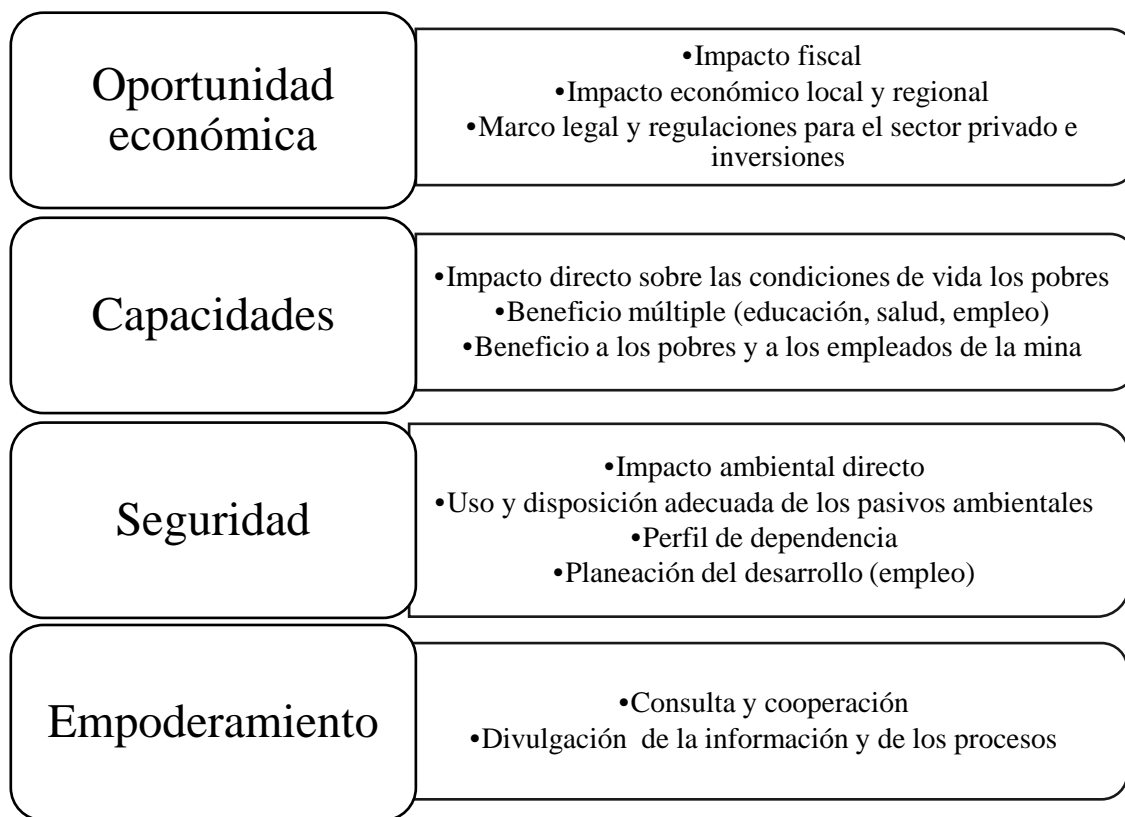 Oportunidad
económica
•Impacto fiscal
•Impacto económico local y regional
•Marco legal y regulaciones para el sector privado e
inversiones
Capacidades
•Impacto directo sobre las condiciones de vida los pobres
•Beneficio múltiple (educación, salud, empleo)
•Beneficio a los pobres y a los empleados de la mina
Seguridad
•Impacto ambiental directo
•Uso y disposición adecuada de los pasivos ambientales
•Perfil de dependencia
•Planeación del desarrollo (empleo)
Empoderamiento
•Consulta y cooperación
•Divulgación de la información y de los procesos